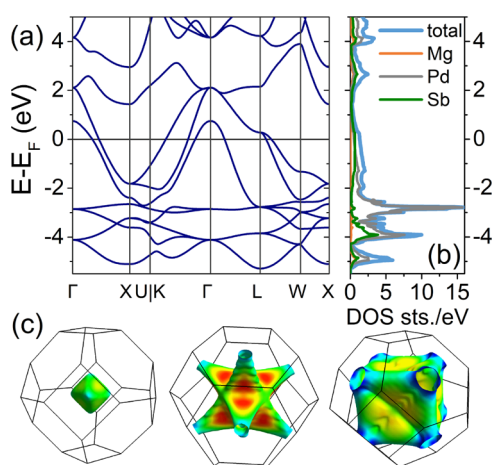 (a)
E-E_F (eV)
4
2
0
-2
-4
Γ X U|K Γ L W X
total
Mg
Pd
Sb
(b)
0 5 10 15
DOS sts./eV
(c)